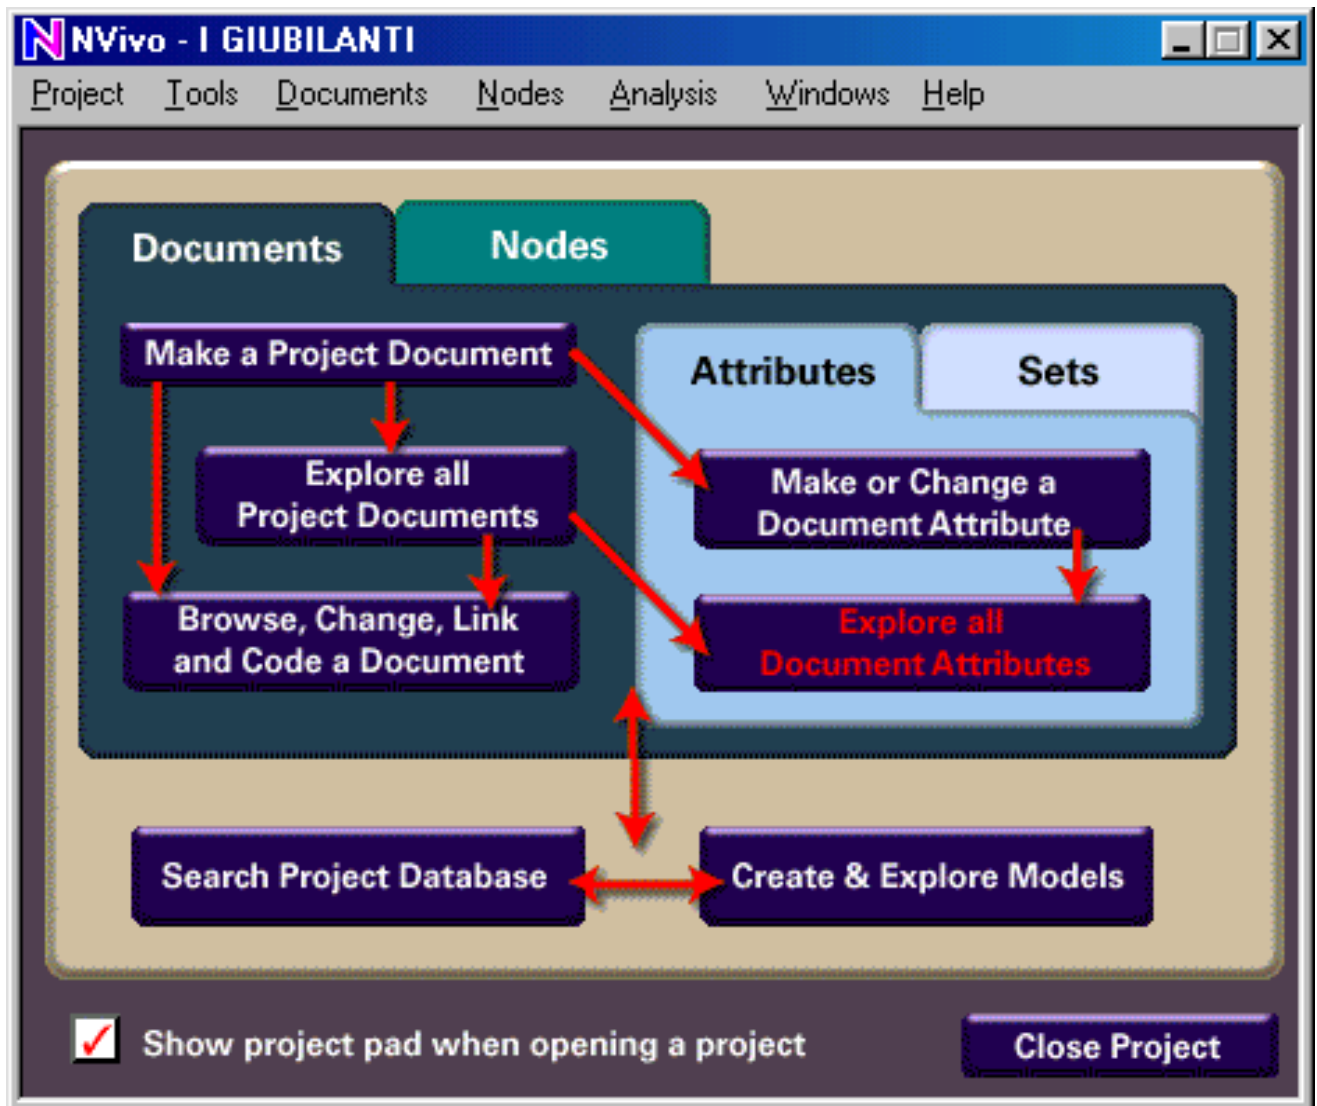 NVivo - I GIUBILANTI
Project Tools Documents Nodes Analysis Windows Help
Documents
Nodes
Make a Project Document
Explore all
Project Documents
Browse, Change, Link
and Code a Document
Attributes
Sets
Make or Change a
Document Attribute
Explore all
Document Attributes
Search Project Database
Create & Explore Models
Show project pad when opening a project
Close Project